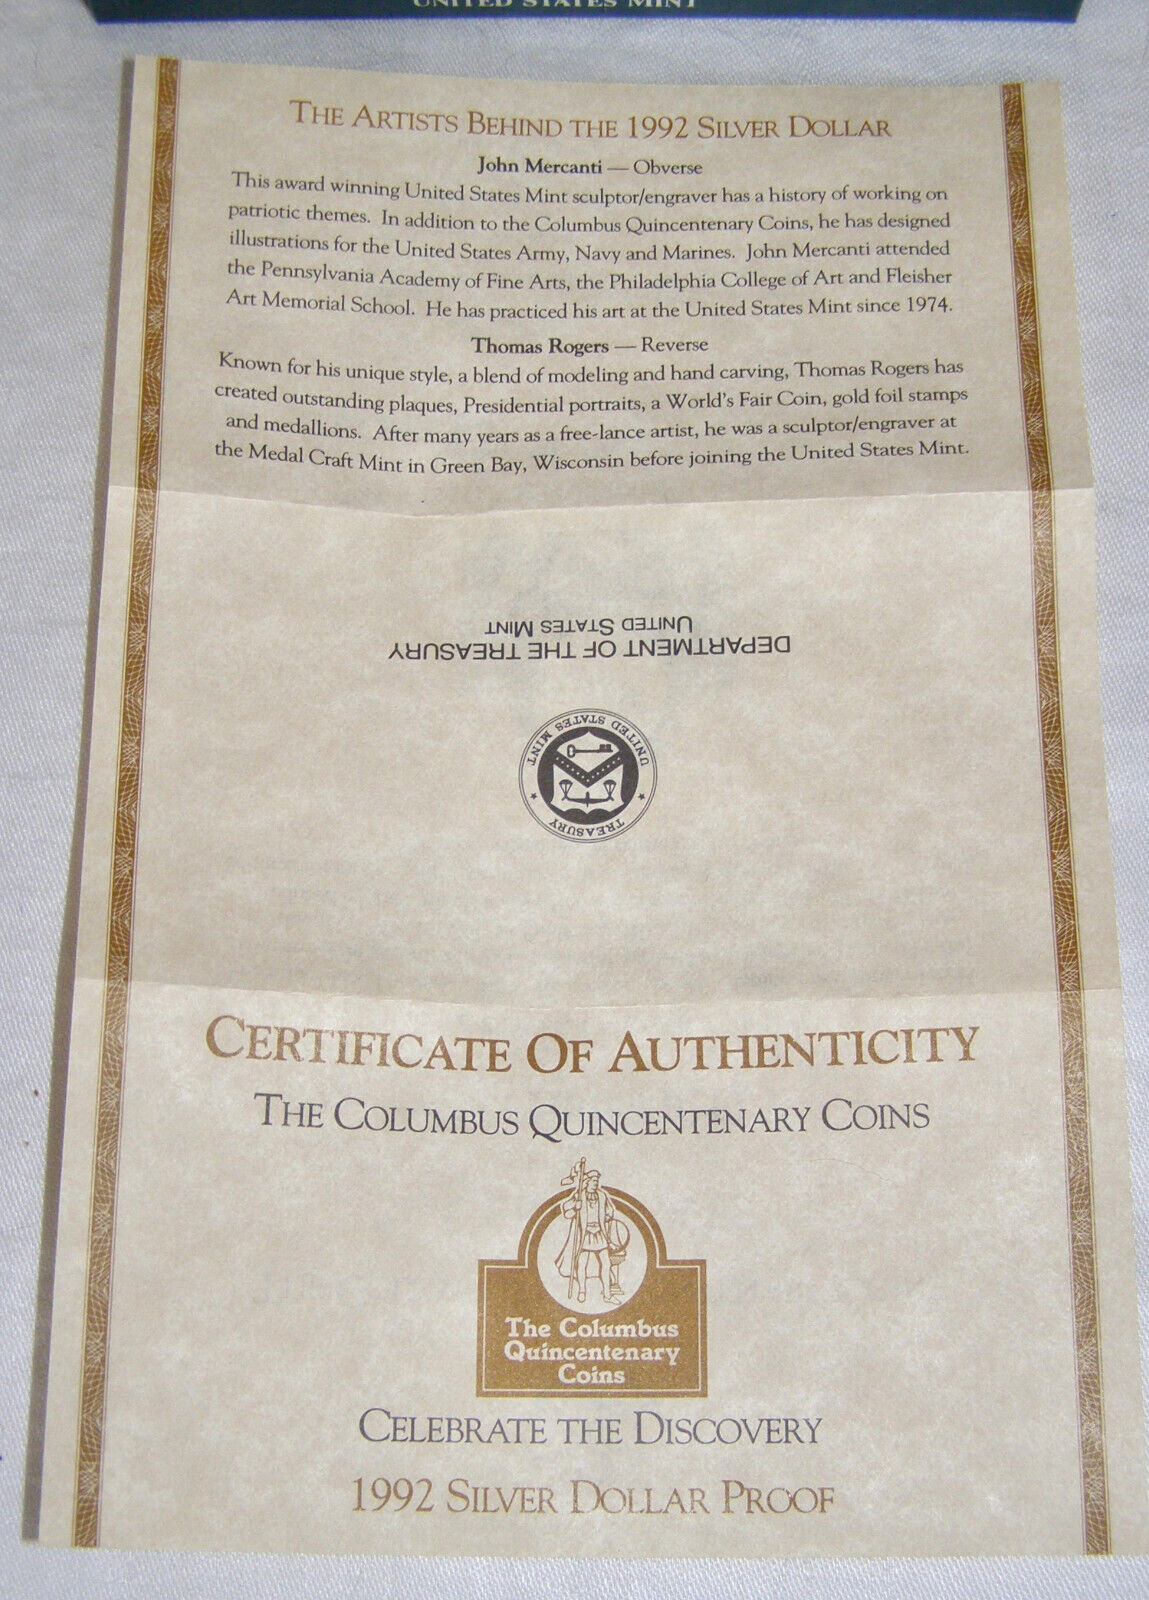 UNITED STATES MINT
THE ARTISTS BEHIND THE 1992 SILVER DOLLAR
John Mercanti — Obverse
This award winning United States Mint sculptor/engraver has a history of working on
patriotic themes. In addition to the Columbus Quincentenary Coins, he has designed
illustrations for the United States Army, Navy and Marines. John Mercanti attended
the Pennsylvania Academy of Fine Arts, the Philadelphia College of Art and Fleisher
Art Memorial School. He has practiced his art at the United States Mint since 1974.
Thomas Rogers — Reverse
Known for his unique style, a blend of modeling and hand carving, Thomas Rogers has
created outstanding plaques, Presidential portraits, a World's Fair Coin, gold foil stamps
and medallions. After many years as a free-lance artist, he was a sculptor/engraver at
the Medal Craft Mint in Green Bay, Wisconsin before joining the United States Mint.
DEPARTMENT OF THE TREASURY
UNITED STATES MINT
TREASURY
UNITED STATES MINT
CERTIFICATE OF AUTHENTICITY
THE COLUMBUS QUINCENTENARY COINS
The Columbus
Quincentenary
Coins
CELEBRATE THE DISCOVERY
1992 SILVER DOLLAR PROOF